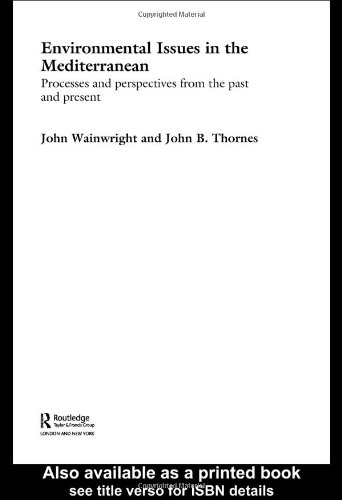 Copyrighted Material
Environmental Issues in the
Mediterranean
Processes and perspectives from the past
and present
John Wainwright and John B. Thornes
Routledge
Taylor & Francis Group
LONDON AND NEW YORK
Copyrighted Material
Also available as a printed book
see title verso for ISBN details